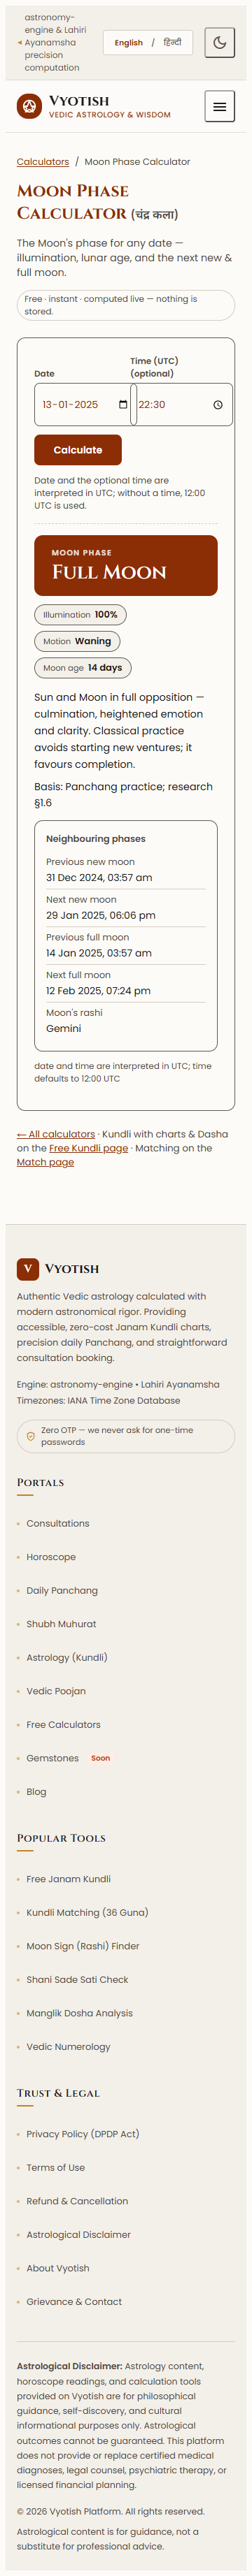 astronomy-
engine & Lahiri
Ayanamsha
precision
computation
English / हिन्दी
Vyotish
VEDIC ASTROLOGY & WISDOM
Calculators / Moon Phase Calculator
Moon Phase
Calculator (चंद्र कला)
The Moon's phase for any date —
illumination, lunar age, and the next new &
full moon.
Free · instant · computed live — nothing is
stored.
Date
Time (UTC)
(optional)
13-01-2025
22:30
Calculate
Date and the optional time are
interpreted in UTC; without a time, 12:00
UTC is used.
MOON PHASE
Full Moon
Illumination 100%
Motion Waning
Moon age 14 days
Sun and Moon in full opposition —
culmination, heightened emotion
and clarity. Classical practice
avoids starting new ventures; it
favours completion.
Basis: Panchang practice; research
§1.6
Neighbouring phases
Previous new moon
31 Dec 2024, 03:57 am
Next new moon
29 Jan 2025, 06:06 pm
Previous full moon
14 Jan 2025, 03:57 am
Next full moon
12 Feb 2025, 07:24 pm
Moon's rashi
Gemini
date and time are interpreted in UTC; time
defaults to 12:00 UTC
← All calculators · Kundli with charts & Dasha
on the Free Kundli page · Matching on the
Match page
V Vyotish
Authentic Vedic astrology calculated with
modern astronomical rigor. Providing
accessible, zero-cost Janam Kundli charts,
precision daily Panchang, and straightforward
consultation booking.
Engine: astronomy-engine • Lahiri Ayanamsa
Timezones: IANA Time Zone Database
Zero OTP — we never ask for one-time
passwords
Portals
Consultations
Horoscope
Daily Panchang
Shubh Muhurat
Astrology (Kundli)
Vedic Poojan
Free Calculators
Gemstones Soon
Blog
Popular Tools
Free Janam Kundli
Kundli Matching (36 Guna)
Moon Sign (Rashi) Finder
Shani Sade Sati Check
Manglik Dosha Analysis
Vedic Numerology
Trust & Legal
Privacy Policy (DPDP Act)
Terms of Use
Refund & Cancellation
Astrological Disclaimer
About Vyotish
Grievance & Contact
Astrological Disclaimer: Astrology content,
horoscope readings, and calculation tools
provided on Vyotish are for philosophical
guidance, self-discovery, and cultural
informational purposes only. Astrological
outcomes cannot be guaranteed. This platform
does not provide or replace certified medical
diagnoses, legal counsel, psychiatric therapy, or
licensed financial planning.
© 2026 Vyotish Platform. All rights reserved.
Astrological content is for guidance, not a
substitute for professional advice.